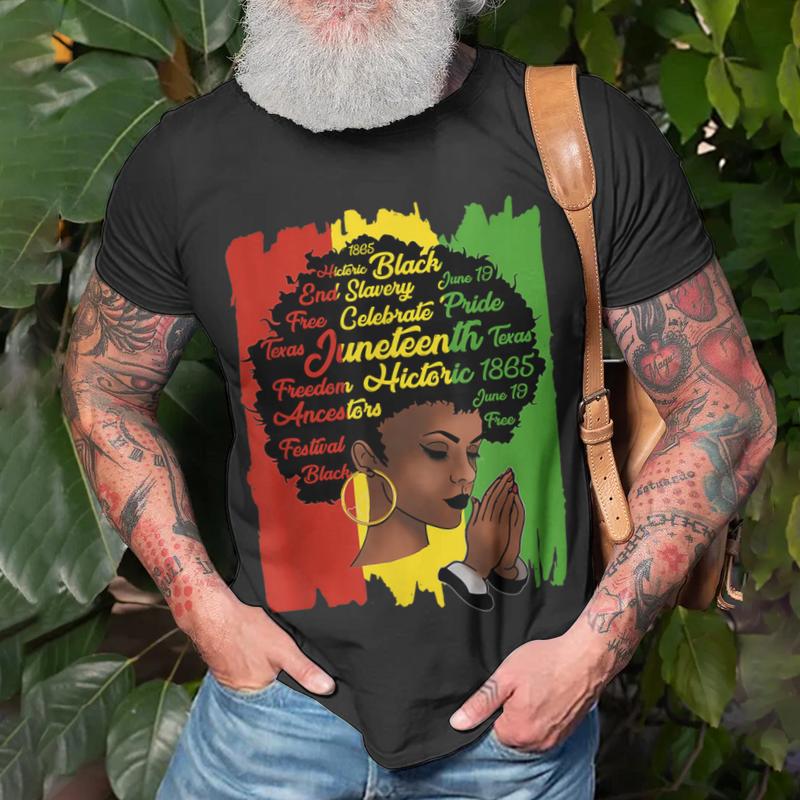 1865
Hictoric Black June 19
End Slavery
Free Celebrate Pride
Texas Juneteenth Texas
Freedom Hictoric 1865
Ancestors June 19
Free
Festival
Black
Estuardo